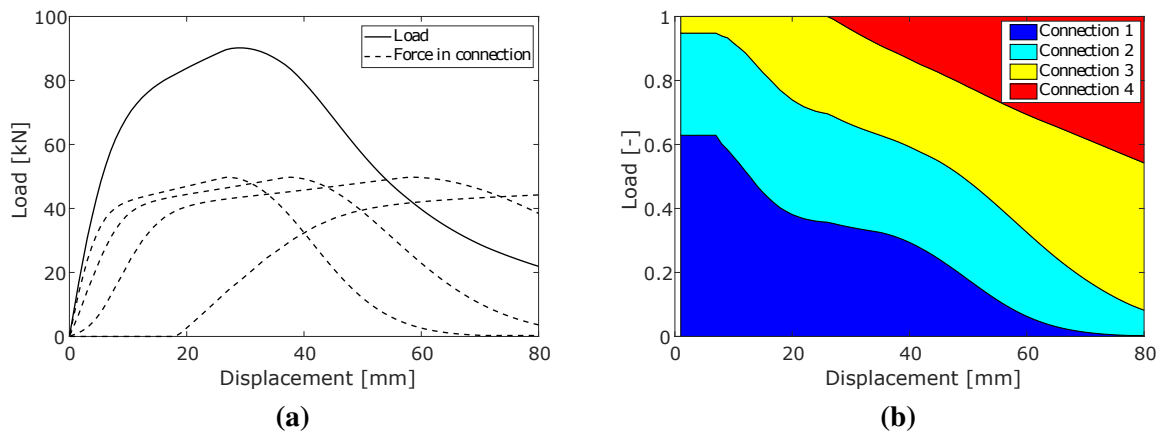 100
80
60
40
20
0
Load [kN]
0
20
40
60
80
Displacement [mm]
Load
Force in connection
(a)
1
0.8
0.6
0.4
0.2
0
Load [-]
0
20
40
60
80
Displacement [mm]
Connection 1
Connection 2
Connection 3
Connection 4
(b)